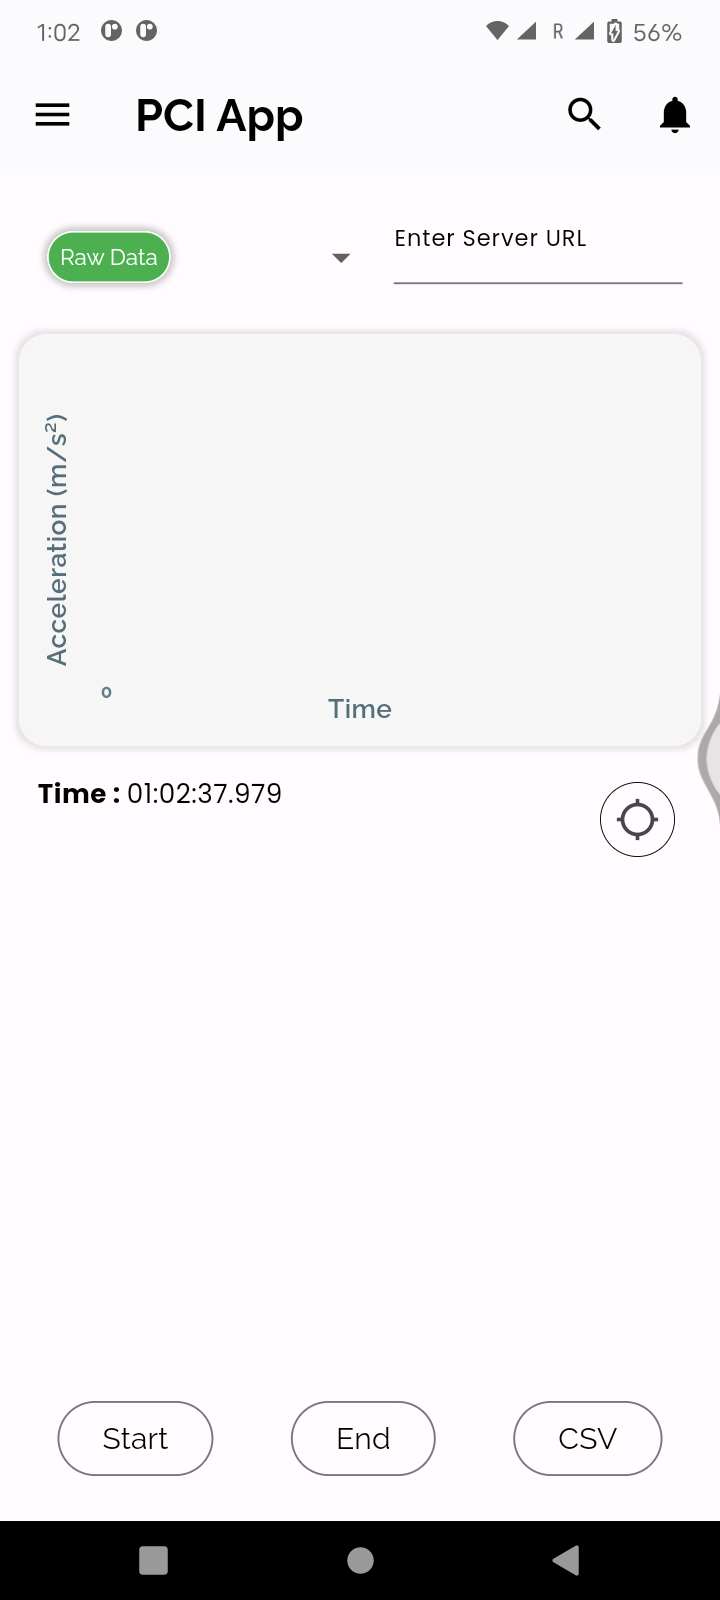 1:02 R 56%
PCI App
Raw Data
Enter Server URL
Acceleration (m/s²)
0
Time
Time : 01:02:37.979
Start End CSV